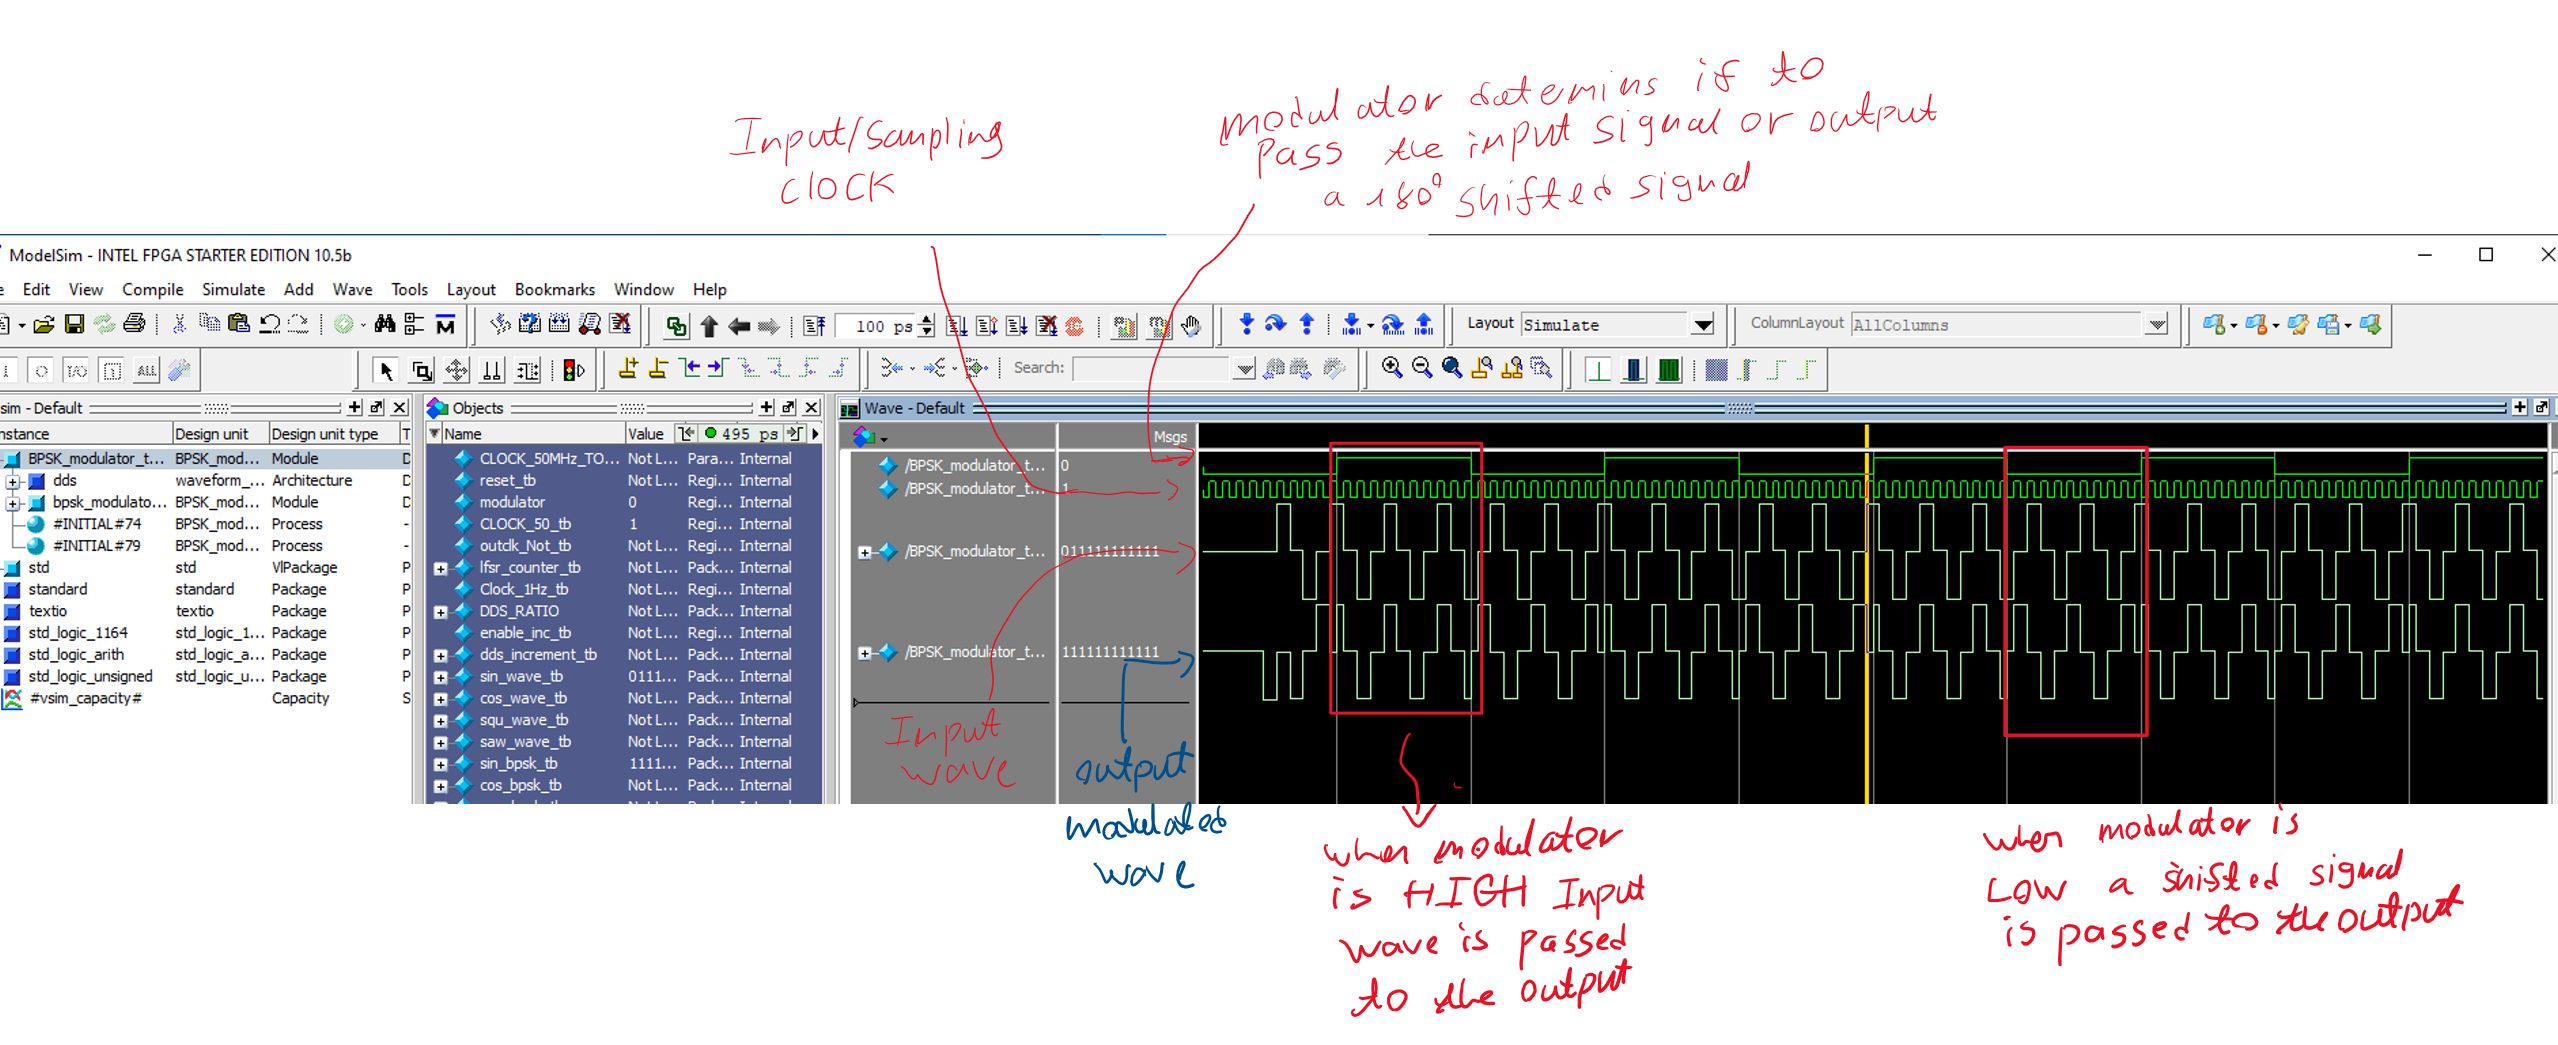 modulator datemins if to
Input/Sampling
pass the input signal or output
CLOCK
a 180° shifted signal
ModelSim - INTEL FPGA STARTER EDITION 10.5b
Edit View Compile Simulate Add Wave Tools Layout Bookmarks Window Help
100 ps Layout Simulate ColumnLayout AllColumns
I/O ALL Search:
sim - Default Objects Wave - Default
nstance Design unit Design unit type T Name Value 495 ps Msgs
BPSK_modulator_t... BPSK_mod... Module D
dds waveform_... Architecture D
bpsk_modulato... BPSK_mod... Module D
#INITIAL#74 BPSK_mod... Process -
#INITIAL#79 BPSK_mod... Process -
std std VlPackage P
standard standard Package P
textio textio Package P
std_logic_1164 std_logic_1... Package P
std_logic_arith std_logic_a... Package P
std_logic_unsigned std_logic_u... Package P
#vsim_capacity# Capacity S
CLOCK_50MHz_TO... Not L... Para... Internal
reset_tb Not L... Regi... Internal
modulator 0 Regi... Internal
CLOCK_50_tb 1 Regi... Internal
outclk_Not_tb Not L... Regi... Internal
lfsr_counter_tb Not L... Pack... Internal
Clock_1Hz_tb Not L... Regi... Internal
DDS_RATIO Not L... Pack... Internal
enable_inc_tb Not L... Regi... Internal
dds_increment_tb Not L... Pack... Internal
sin_wave_tb 0111... Pack... Internal
cos_wave_tb Not L... Pack... Internal
squ_wave_tb Not L... Pack... Internal
saw_wave_tb Not L... Pack... Internal
sin_bpsk_tb 1111... Pack... Internal
cos_bpsk_tb Not L... Pack... Internal
/BPSK_modulator_t... 0
/BPSK_modulator_t... 1
/BPSK_modulator_t... 011111111111
/BPSK_modulator_t... 111111111111
Input
wave
output
modulated
wave
when modulator
is HIGH Input
wave is passed
to the output
when modulator is
LOW a shifted signal
is passed to the output